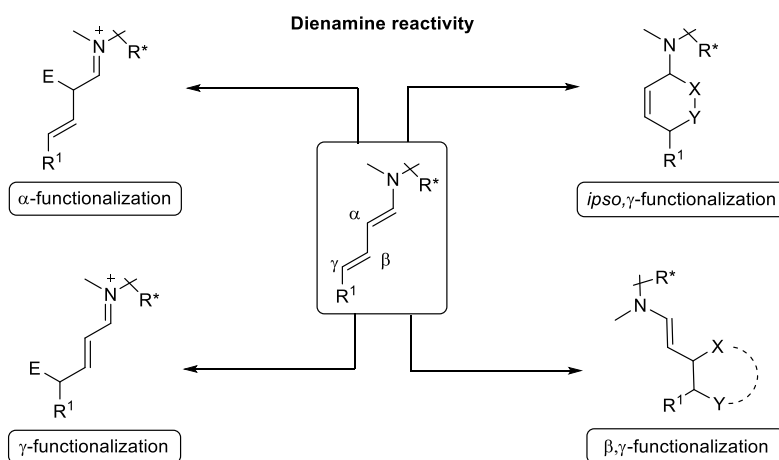 Dienamine reactivity
+
N
R*
E
R¹
α-functionalization
N
R*
X
Y
R¹
ipso,γ-functionalization
N
R*
α
γ
β
R¹
+
N
R*
E
R¹
γ-functionalization
R*
N
X
R¹
Y
β,γ-functionalization